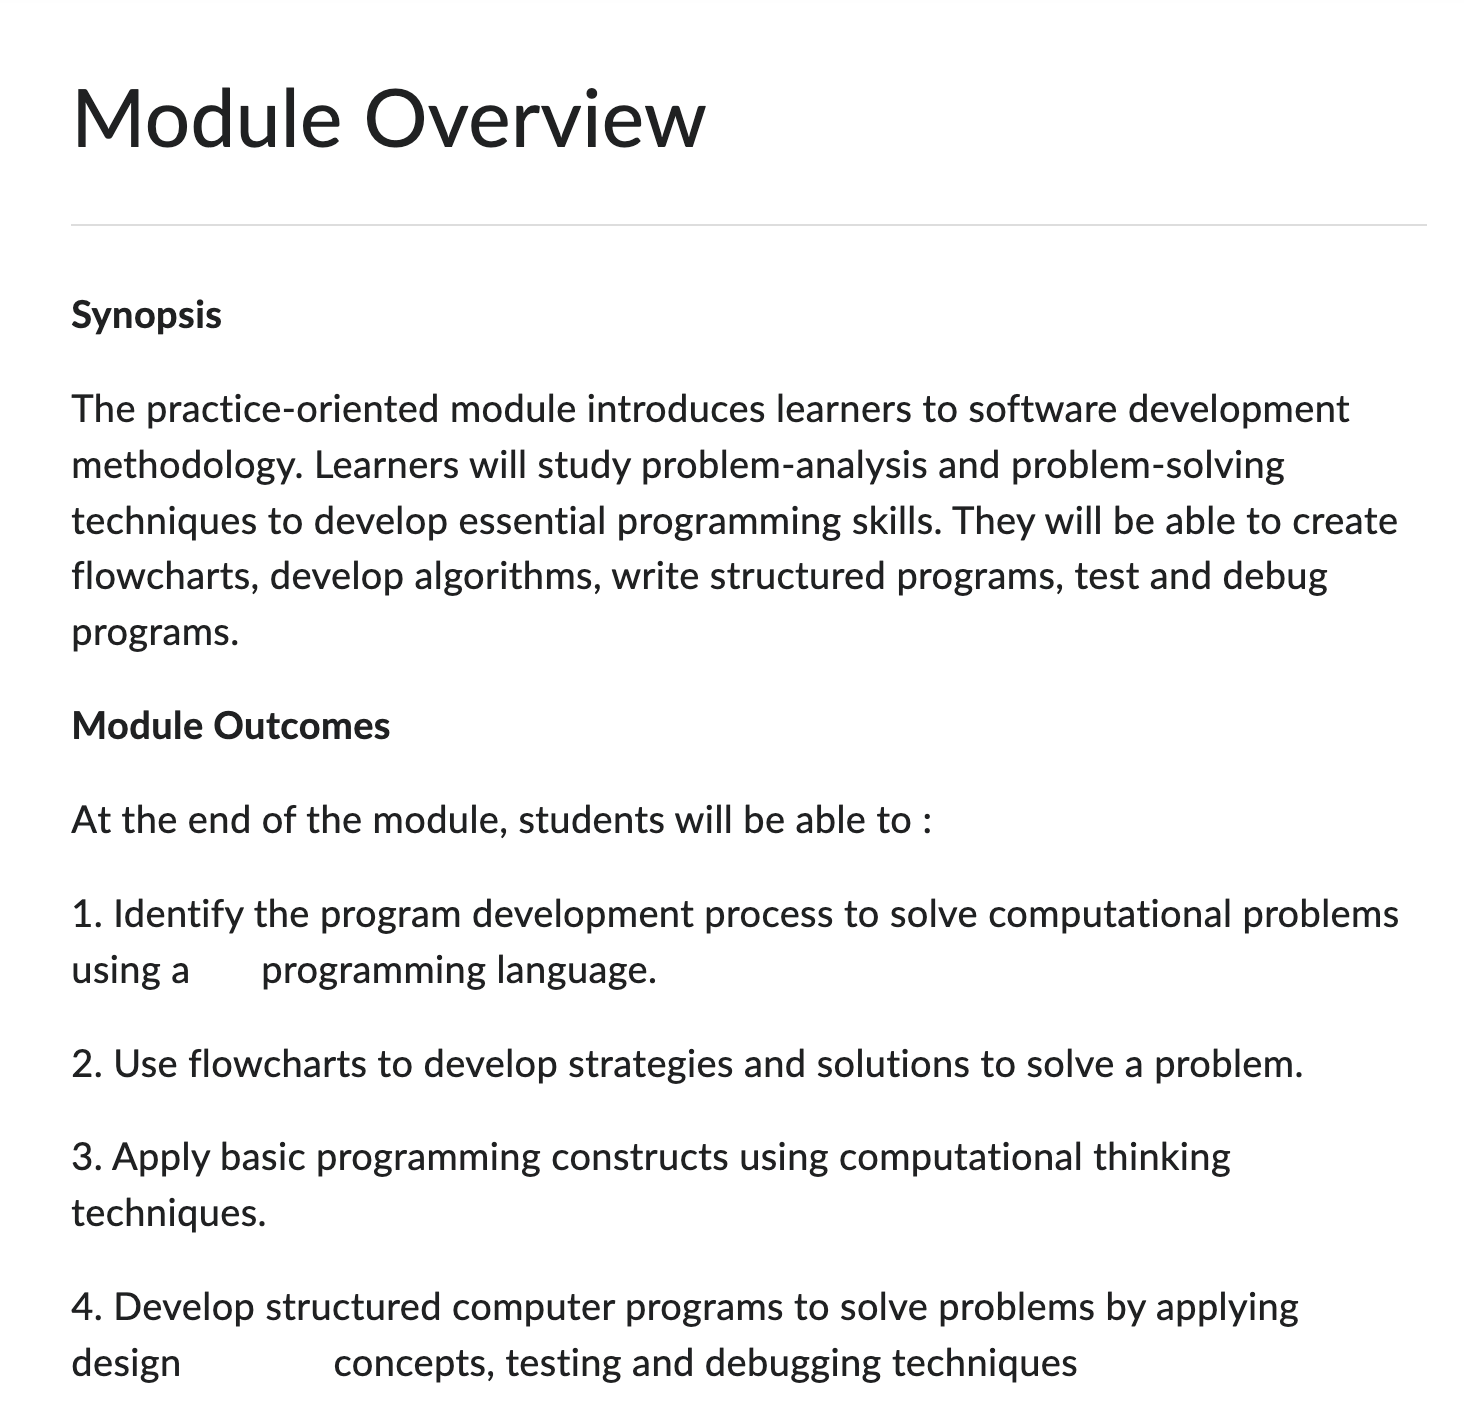 Module Overview
Synopsis
The practice-oriented module introduces learners to software development
methodology. Learners will study problem-analysis and problem-solving
techniques to develop essential programming skills. They will be able to create
flowcharts, develop algorithms, write structured programs, test and debug
programs.
Module Outcomes
At the end of the module, students will be able to :
1. Identify the program development process to solve computational problems
using a programming language.
2. Use flowcharts to develop strategies and solutions to solve a problem.
3. Apply basic programming constructs using computational thinking
techniques.
4. Develop structured computer programs to solve problems by applying
design concepts, testing and debugging techniques